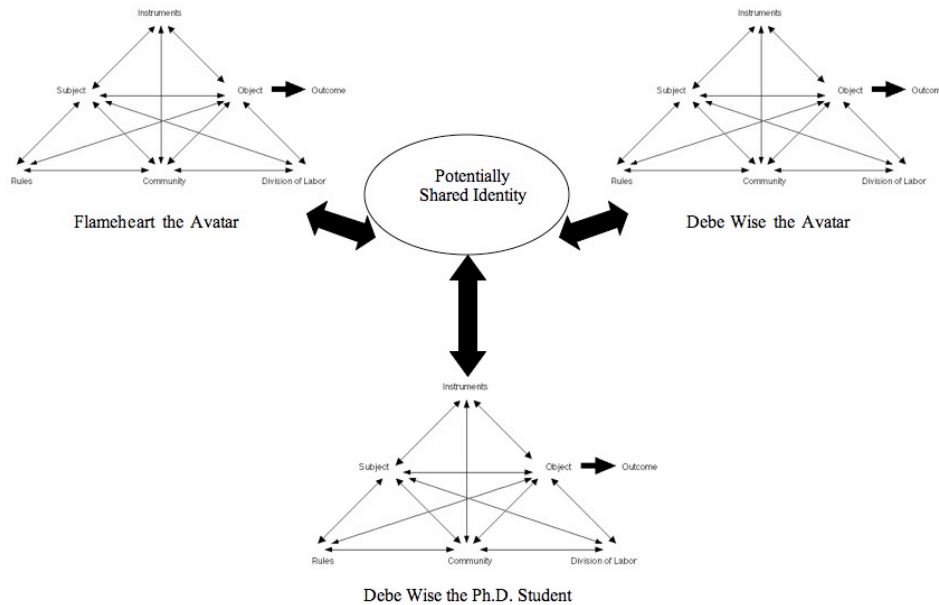 Instruments
Instruments
Subject
Object
Outcome
Subject
Object
Outcome
Rules
Community
Division of Labor
Rules
Community
Division of Labor
Flameheart the Avatar
Potentially
Shared Identity
Debe Wise the Avatar
Instruments
Subject
Object
Outcome
Rules
Community
Division of Labor
Debe Wise the Ph.D. Student